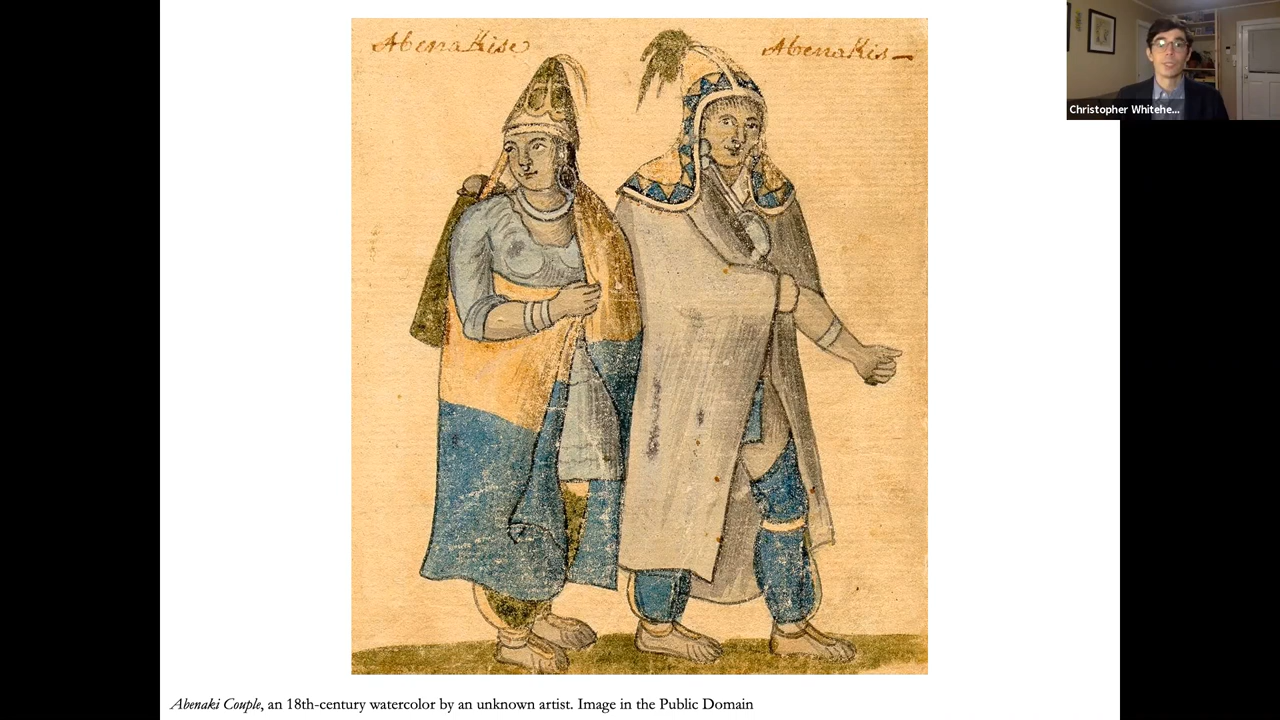 Abenakise
Abenakis
Christopher Whitehe...
Abenaki Couple, an 18th-century watercolor by an unknown artist. Image in the Public Domain